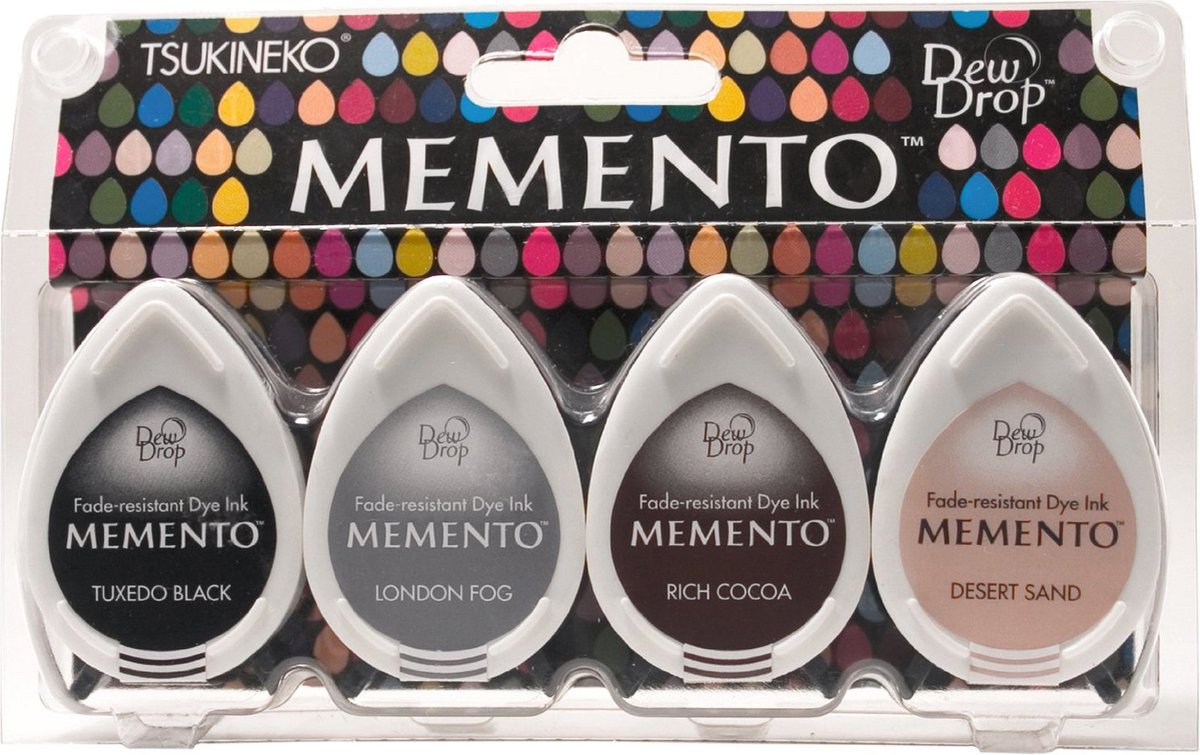 TSUKINEKO®
Dew
Drop™
MEMENTO™
Dew
Drop
Fade-resistant Dye Ink
MEMENTO™
TUXEDO BLACK
Dew
Drop
Fade-resistant Dye Ink
MEMENTO™
LONDON FOG
Dew
Drop
Fade-resistant Dye Ink
MEMENTO™
RICH COCOA
Dew
Drop
Fade-resistant Dye Ink
MEMENTO™
DESERT SAND